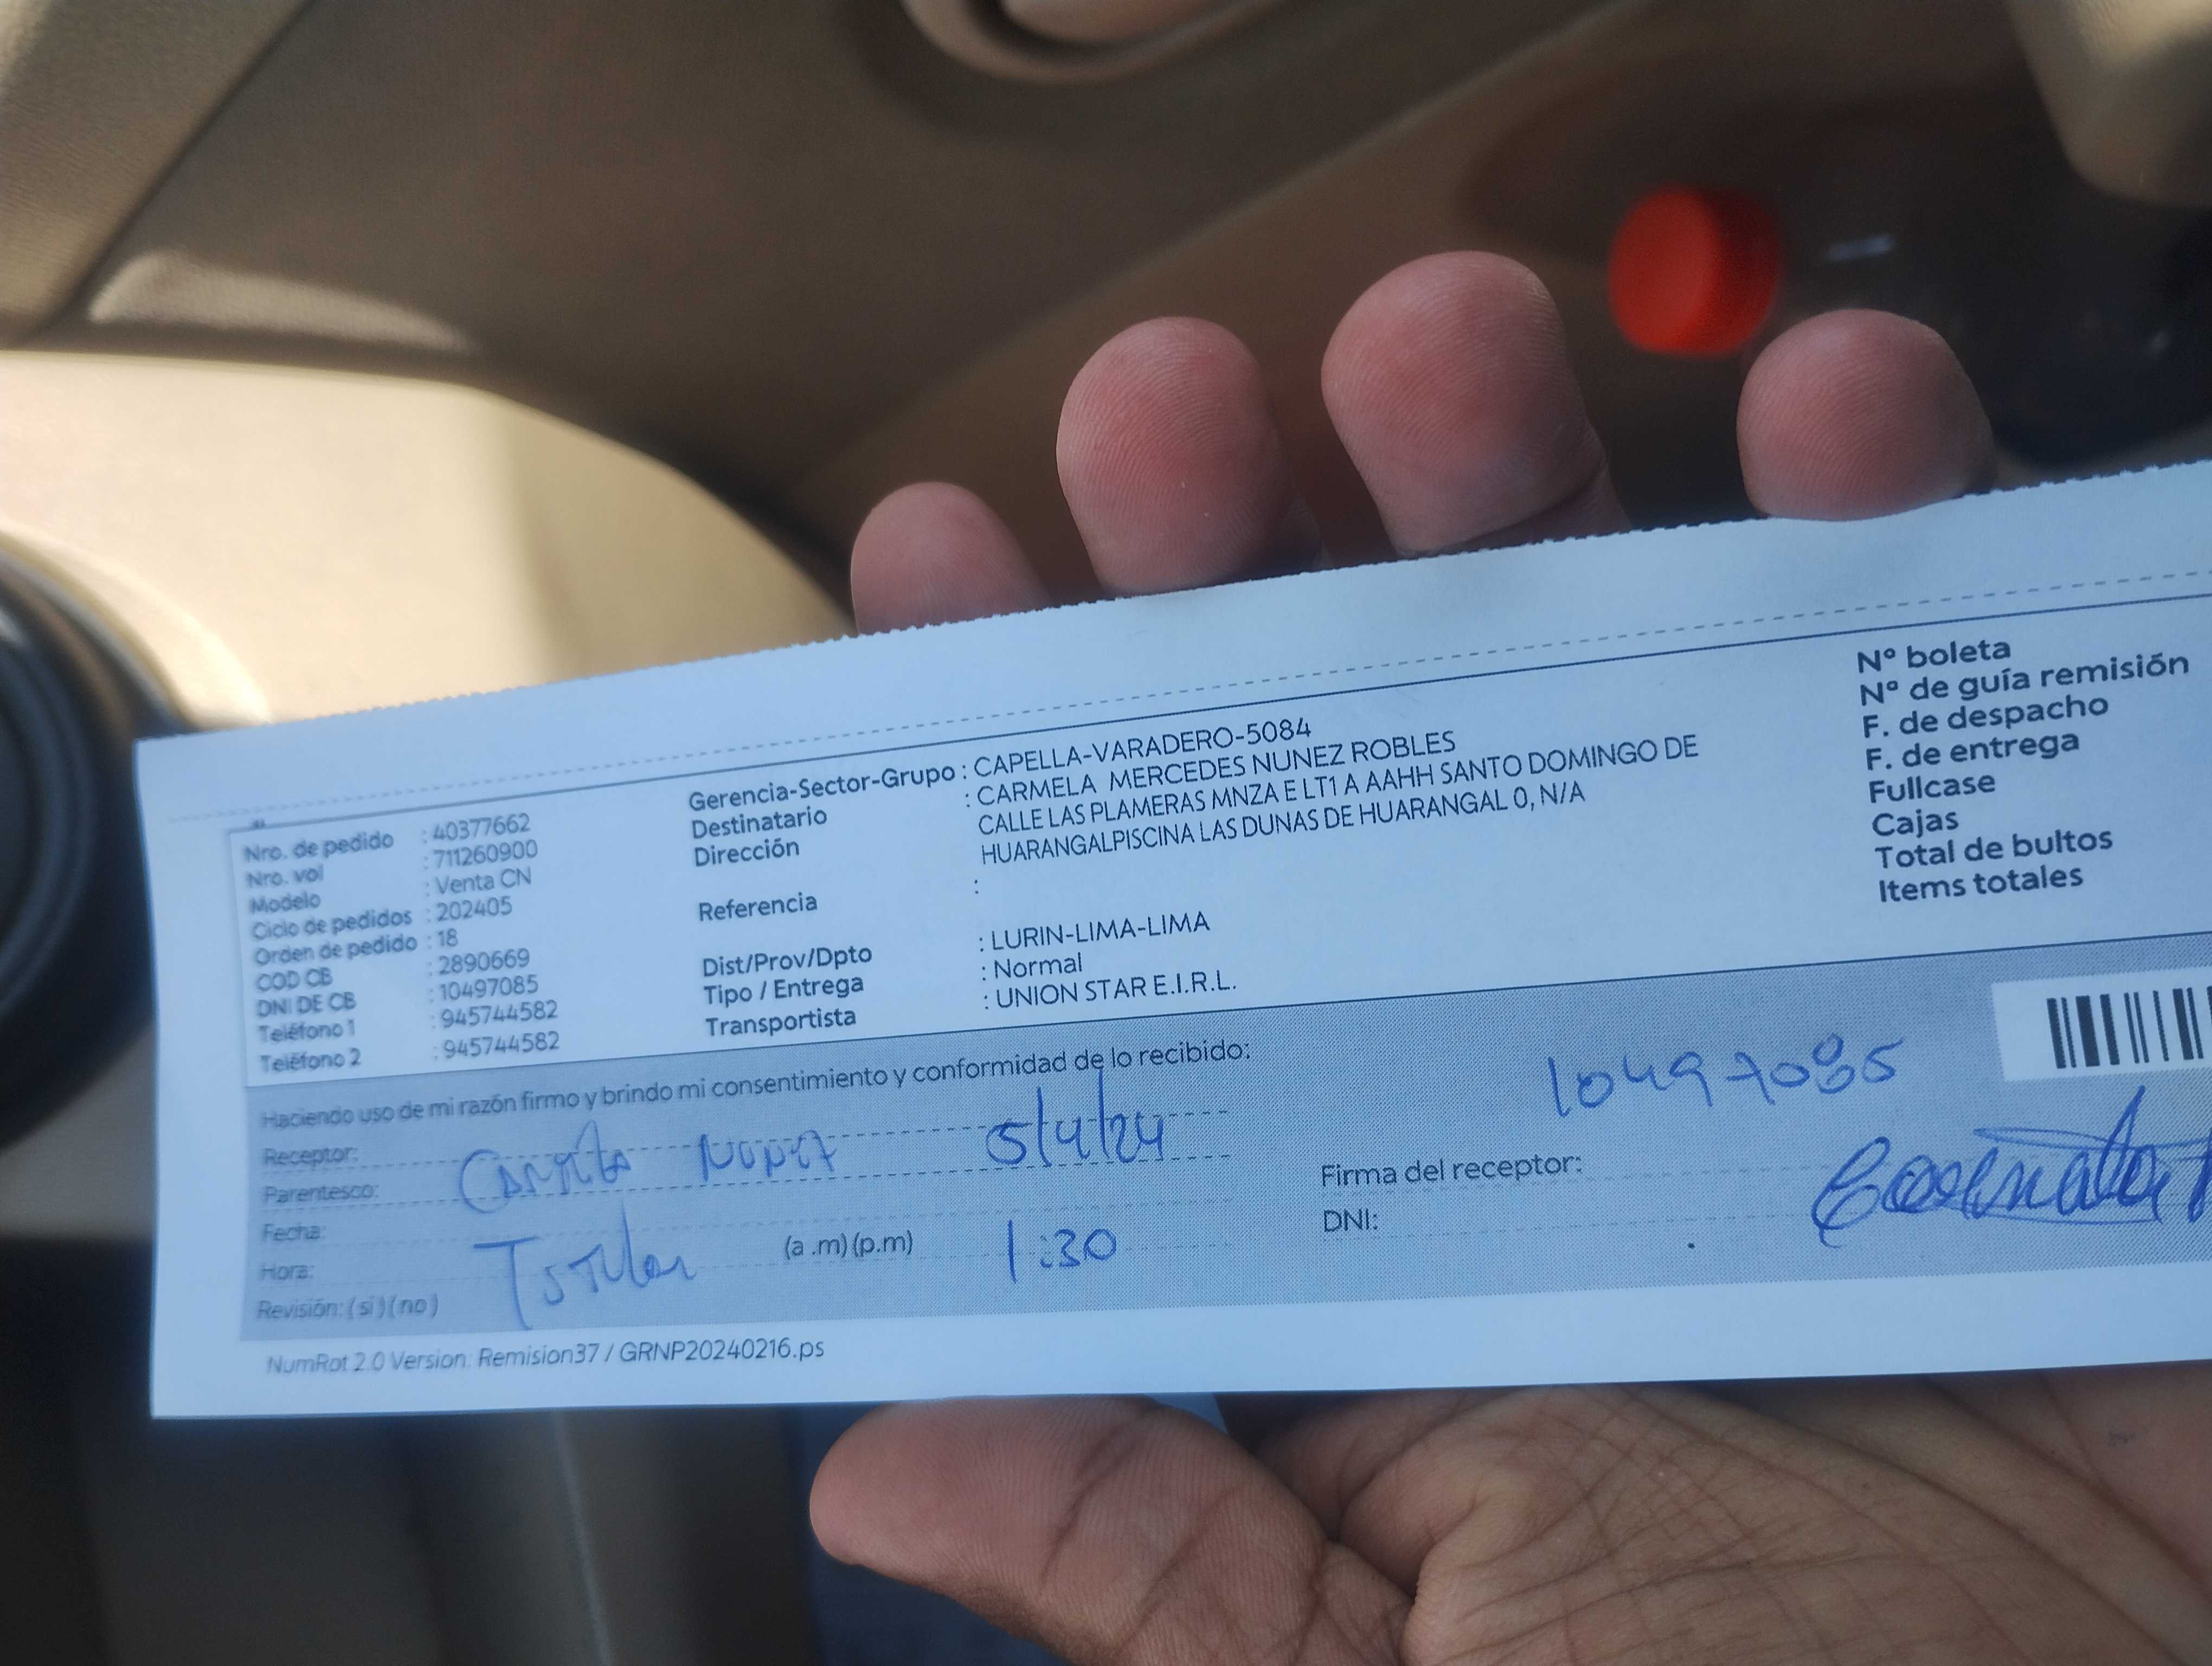 Nro. de pedido : 40377662
Nro. vol : 711260900
Modelo : Venta CN
Ciclo de pedidos : 202405
Orden de pedido : 18
COD CB : 2890669
DNI DE CB : 10497085
Teléfono 1 : 945744582
Teléfono 2 : 945744582
Gerencia-Sector-Grupo : CAPELLA-VARADERO-5084
Destinatario : CARMELA MERCEDES NUNEZ ROBLES
Dirección CALLE LAS PLAMERAS MNZA E LT1 A AAHH SANTO DOMINGO DE
HUARANGALPISCINA LAS DUNAS DE HUARANGAL 0, N/A
Referencia :
Dist/Prov/Dpto : LURIN-LIMA-LIMA
Tipo / Entrega : Normal
Transportista : UNION STAR E.I.R.L.
Nº boleta
Nº de guía remisión
F. de despacho
F. de entrega
Fullcase
Cajas
Total de bultos
Items totales
Haciendo uso de mi razón firmo y brindo mi consentimiento y conformidad de lo recibido:
Receptor:
Parentesco: 5/4/24
Fecha:
Hora: (a .m) (p.m) 1:30
Revisión: ( si ) ( no )
10497085
Firma del receptor:
DNI:
NumRot 2.0 Version: Remision37 / GRNP20240216.ps